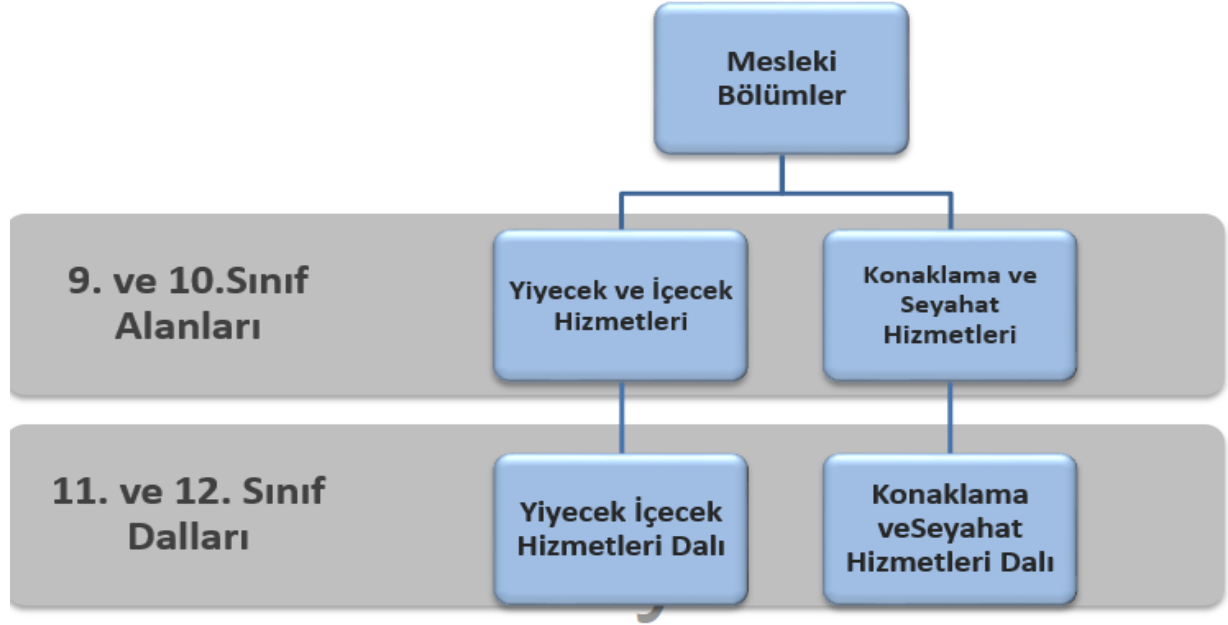 Mesleki
Bölümler
9. ve 10.Sınıf
Alanları
Yiyecek ve İçecek
Hizmetleri
Konaklama ve
Seyahat
Hizmetleri
11. ve 12. Sınıf
Dalları
Yiyecek İçecek
Hizmetleri Dalı
Konaklama
veSeyahat
Hizmetleri Dalı